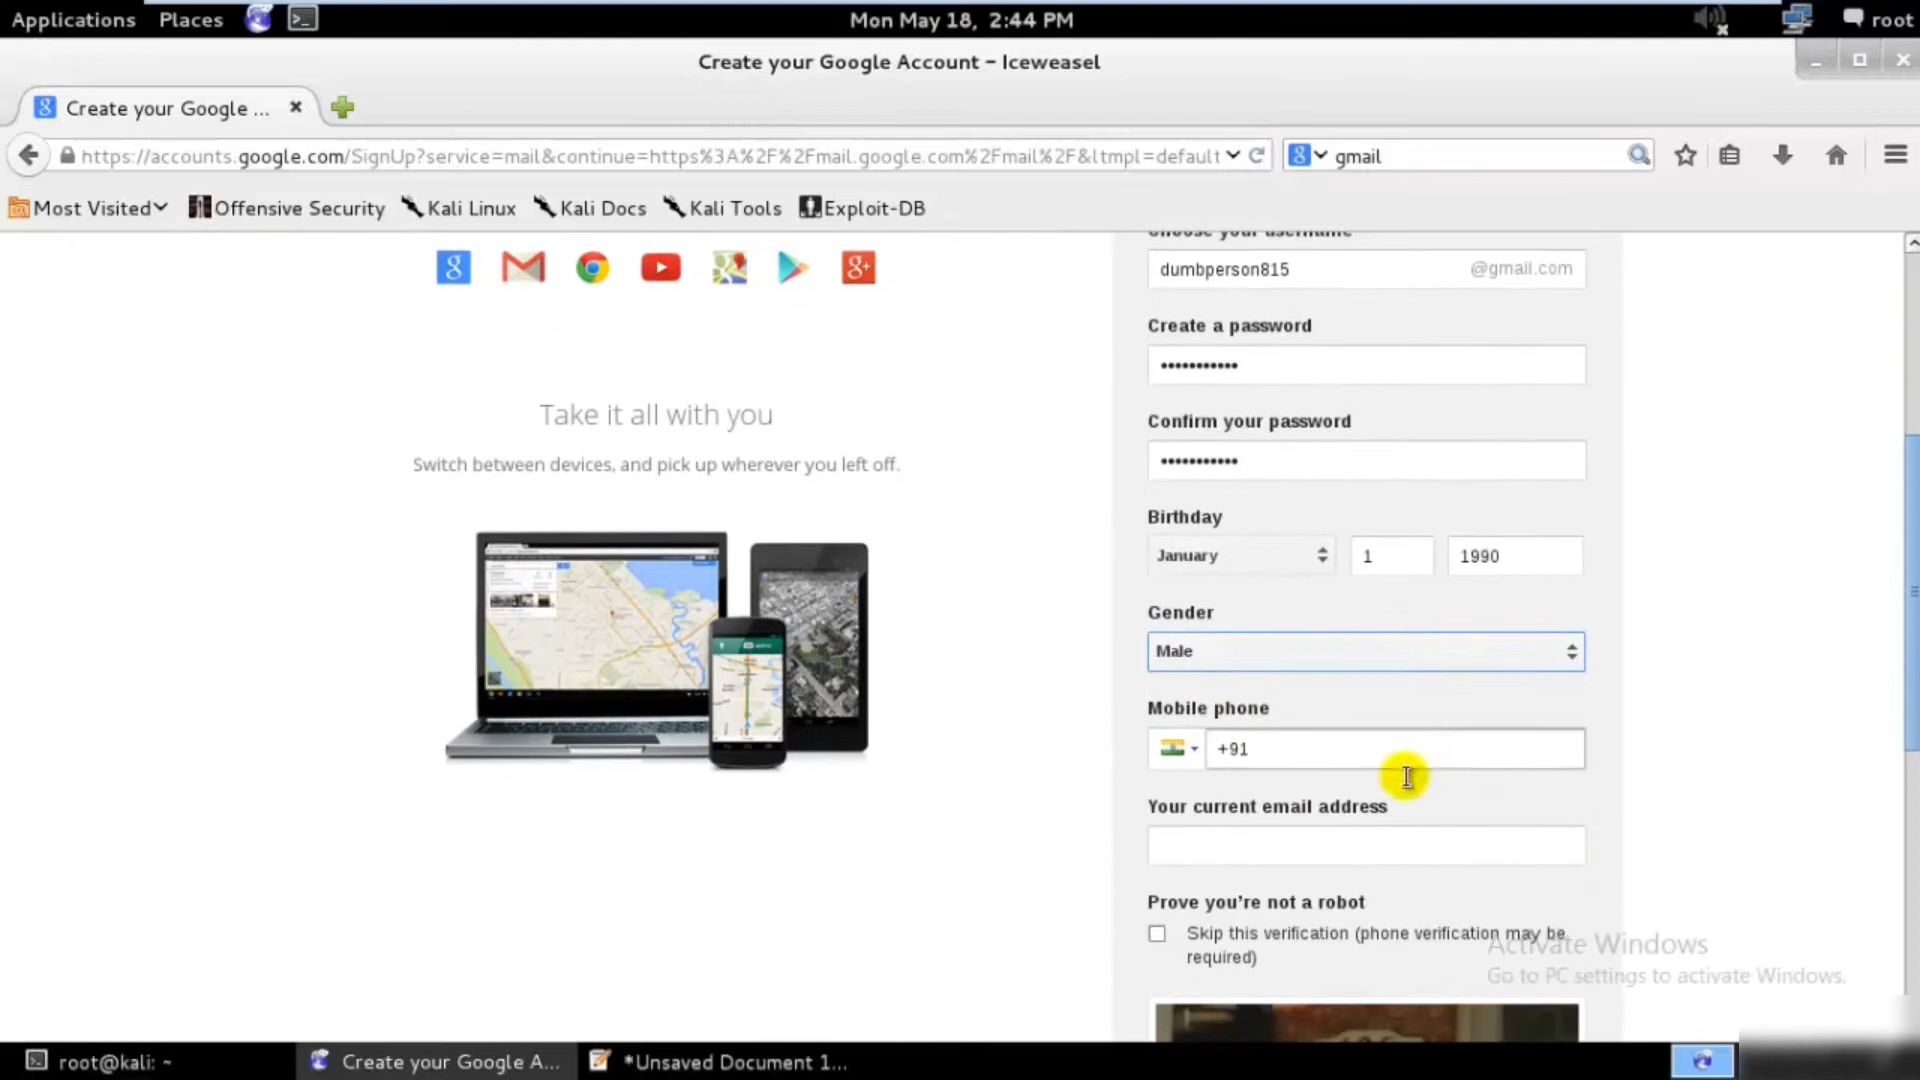 Applications Places Mon May 18, 2:44 PM root
Create your Google Account – Iceweasel
Create your Google ...
https://accounts.google.com/SignUp?service=mail&continue=https%3A%2F%2Fmail.google.com%2Fmail%2F&ltmpl=default gmail
Most Visited Offensive Security Kali Linux Kali Docs Kali Tools Exploit-DB
Choose your username
dumbperson815 @gmail.com
Create a password
•••••••••••
Confirm your password
•••••••••••
Take it all with you
Switch between devices, and pick up wherever you left off.
Birthday
January 1 1990
Gender
Male
Mobile phone
+91
Your current email address
Prove you're not a robot
Skip this verification (phone verification may be
required)
Activate Windows
Go to PC settings to activate Windows.
root@kali: ~ Create your Google A... *Unsaved Document 1...